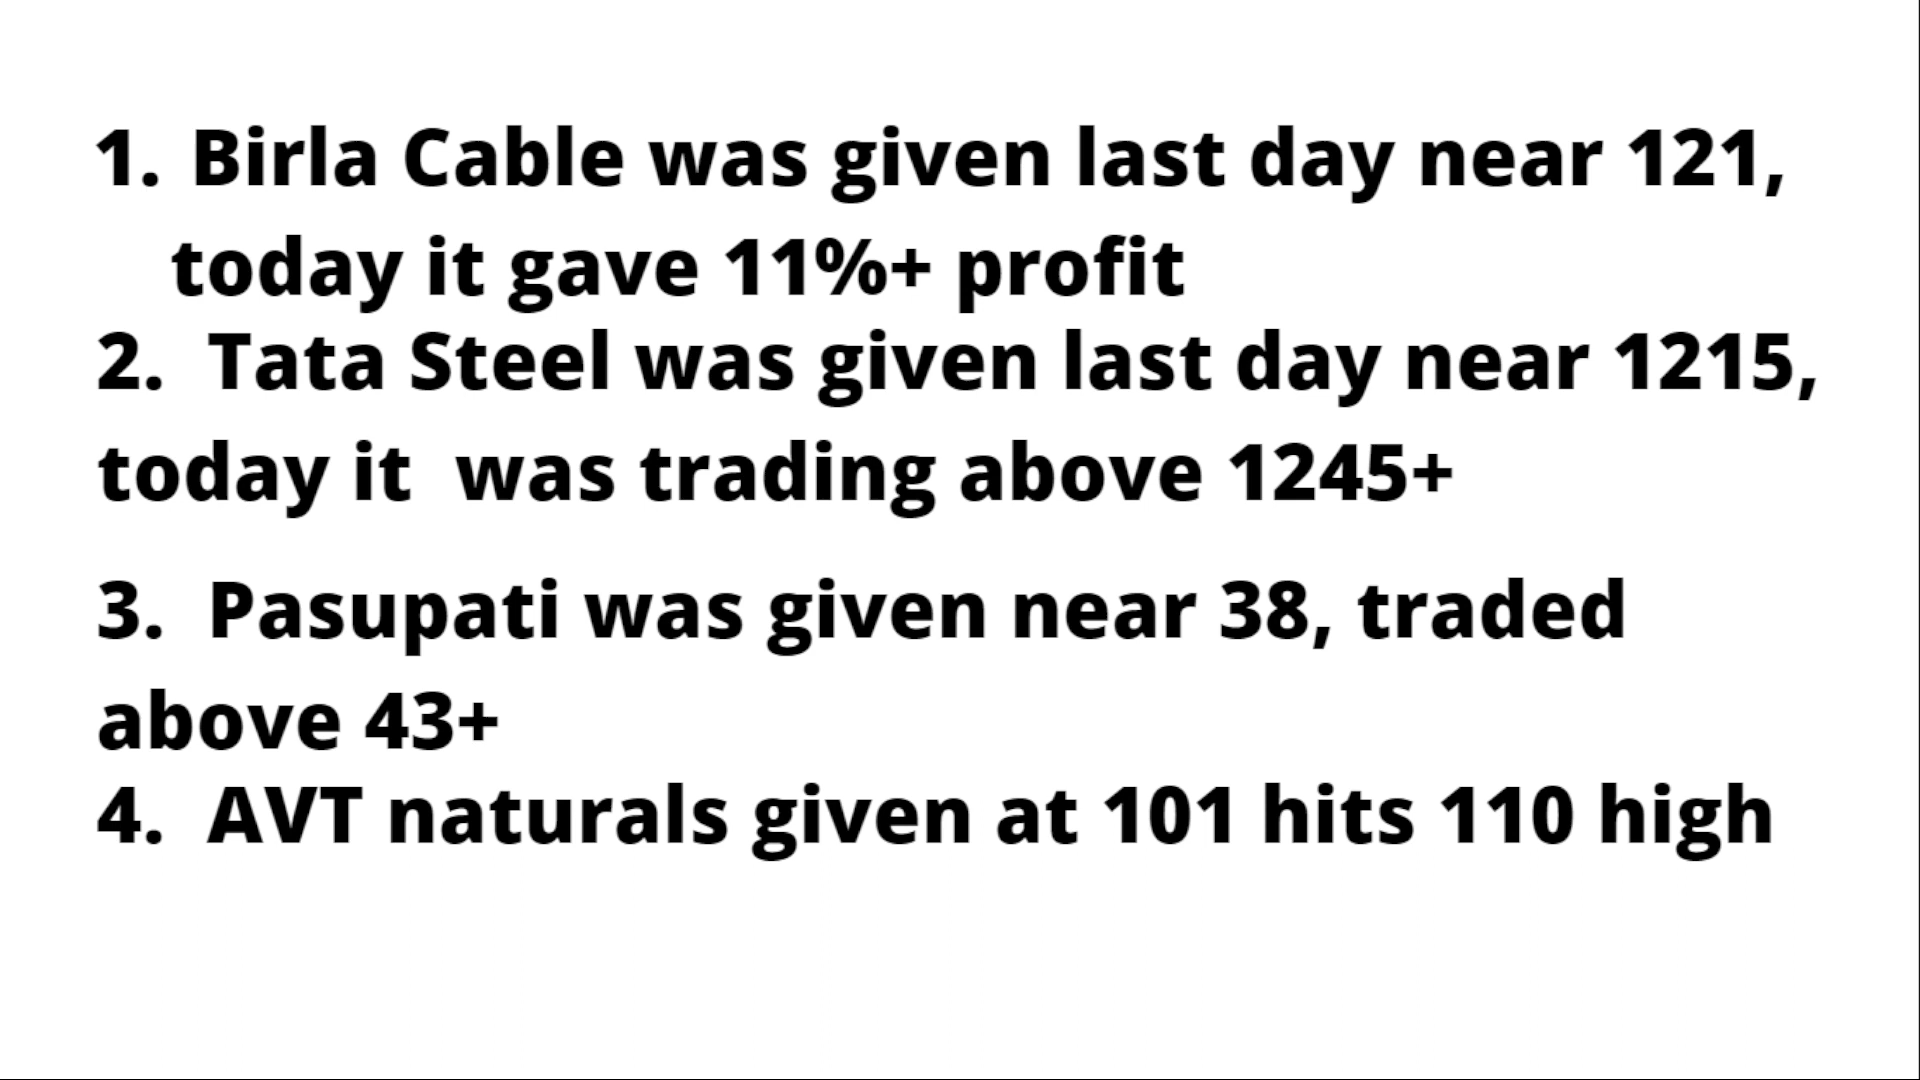 1. Birla Cable was given last day near 121,
today it gave 11%+ profit
2. Tata Steel was given last day near 1215,
today it was trading above 1245+
3. Pasupati was given near 38, traded
above 43+
4. AVT naturals given at 101 hits 110 high